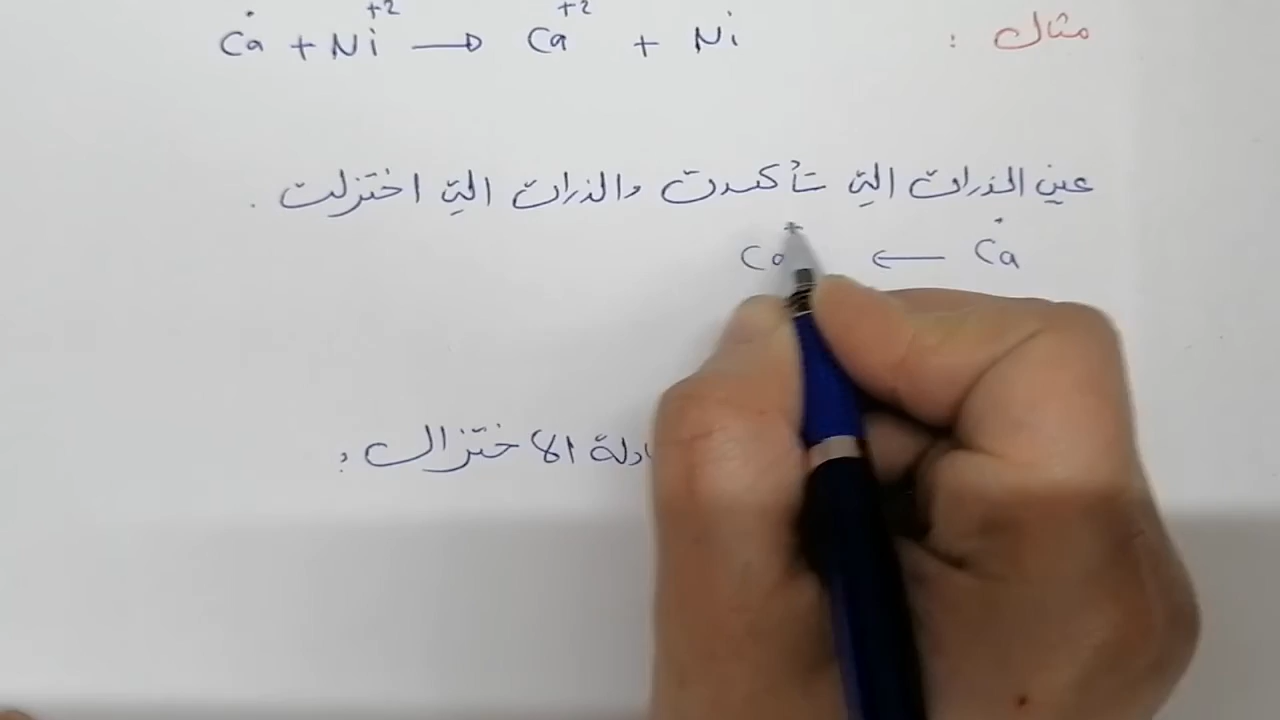 مثال :
Ca + Ni+2 → Ca+2 + Ni
عين الذرات التي تأكسدت والذرات التي اختزلت .
Ca ← Ca+
الاختزال :